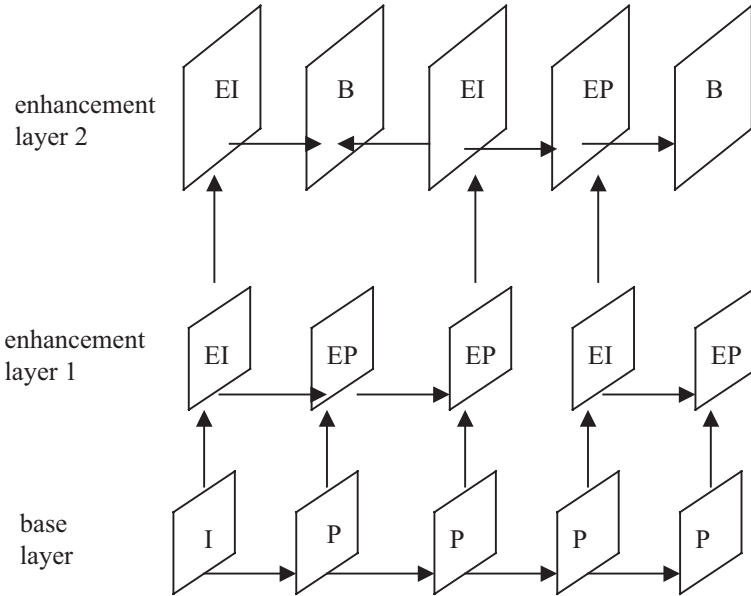 EI B EI EP B
enhancement
layer 2
enhancement
layer 1
EI EP EP EI EP
base
layer
I P P P P